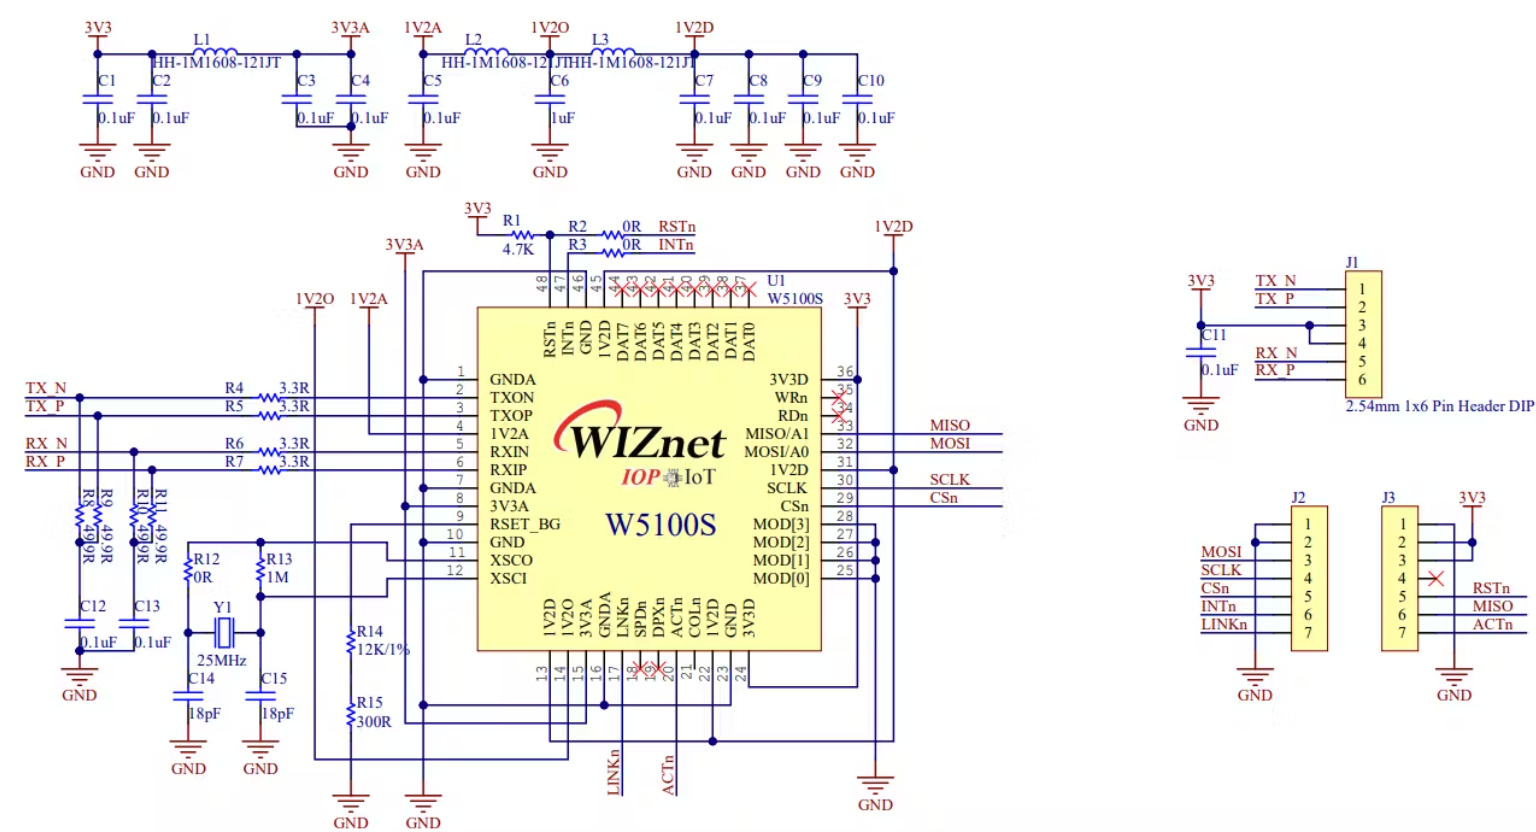 3V3 3V3A 1V2A 1V2O 1V2D
L1 L2 L3
HH-1M1608-121JT HH-1M1608-121JT HH-1M1608-121JT
C1 C2 C3 C4 C5 C6 C7 C8 C9 C10
0.1uF 0.1uF 0.1uF 0.1uF 0.1uF 1uF 0.1uF 0.1uF 0.1uF 0.1uF
GND GND GND GND GND GND GND GND GND
3V3 R1 4.7K
R2 0R RSTn
R3 0R INTn
1V2D
3V3A
1V2O 1V2A
U1
W5100S
3V3
48 47 46 45 44 43 42 41 40 39 38 37
RSTn INTn GND 1V2D DAT7 DAT6 DAT5 DAT4 DAT3 DAT2 DAT1 DAT0
1 GNDA
2 TXON
3 TXOP
4 1V2A
5 RXIN
6 RXIP
7 GNDA
8 3V3A
9 RSET_BG
10 GND
11 XSCO
12 XSCI
WIZnet
IOP IoT
W5100S
3V3D 36
WRn 35
RDn 34
MISO/A1 33 MISO
MOSI/A0 32 MOSI
1V2D 31
SCLK 30 SCLK
CSn 29 CSn
MOD[3] 28
MOD[2] 27
MOD[1] 26
MOD[0] 25
1V2D 1V2O 3V3A GNDA LNKn SPDn DPXn ACTn COLn 1V2D GND 3V3D
13 14 15 16 17 18 19 20 21 22 23 24
LINKn ACTn
TX_N R4 3.3R
TX_P R5 3.3R
RX_N R6 3.3R
RX_P R7 3.3R
R8 49.9R
R9 49.9R
R10 49.9R
R11 49.9R
C12 0.1uF
C13 0.1uF
GND
R12 0R
R13 1M
Y1
25MHz
C14 18pF
C15 18pF
GND GND
R14
12K/1%
R15
300R
GND GND GND
J1
3V3
TX_N 1
TX_P 2
3
4
RX_N 5
RX_P 6
C11
0.1uF
GND
2.54mm 1x6 Pin Header DIP
J2
1
2
MOSI 3
SCLK 4
CSn 5
INTn 6
LINKn 7
GND
J3 3V3
1
2
3
4
5 RSTn
6 MISO
7 ACTn
GND